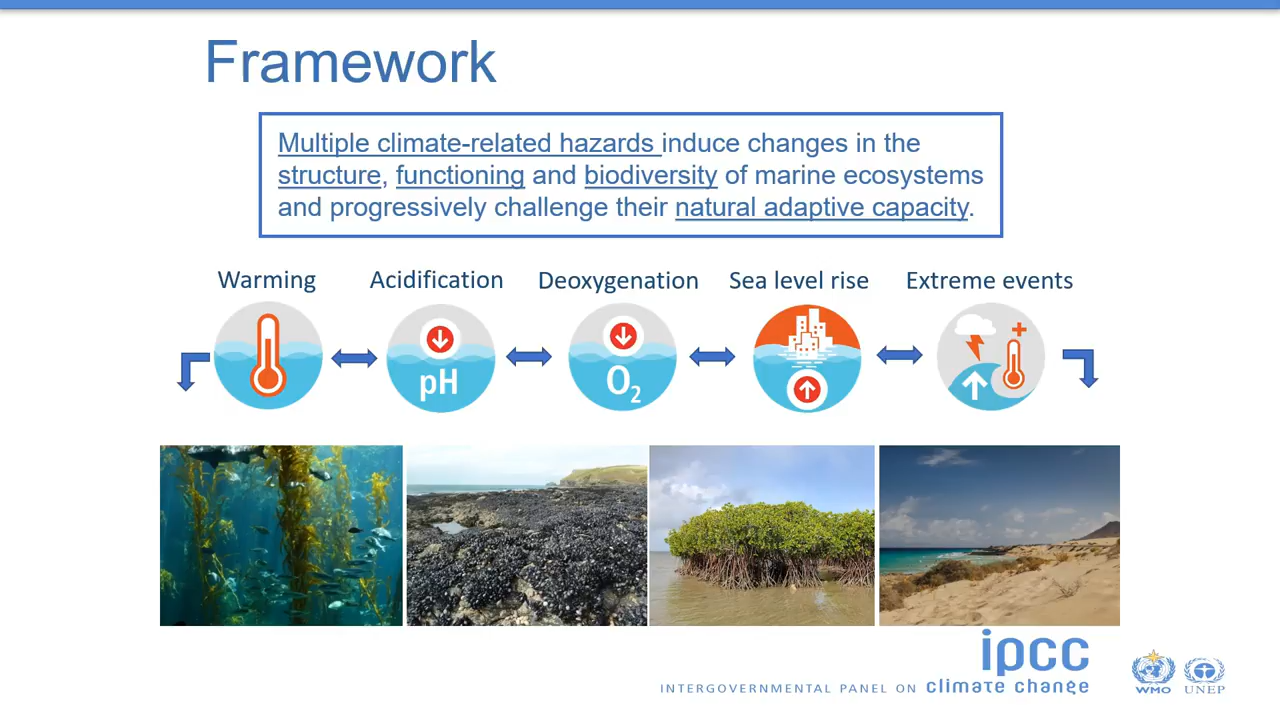 Framework
Multiple climate-related hazards induce changes in the
structure, functioning and biodiversity of marine ecosystems
and progressively challenge their natural adaptive capacity.
Warming
Acidification
Deoxygenation
Sea level rise
Extreme events
pH
O₂
ipcc
INTERGOVERNMENTAL PANEL ON climate change
WMO
UNEP